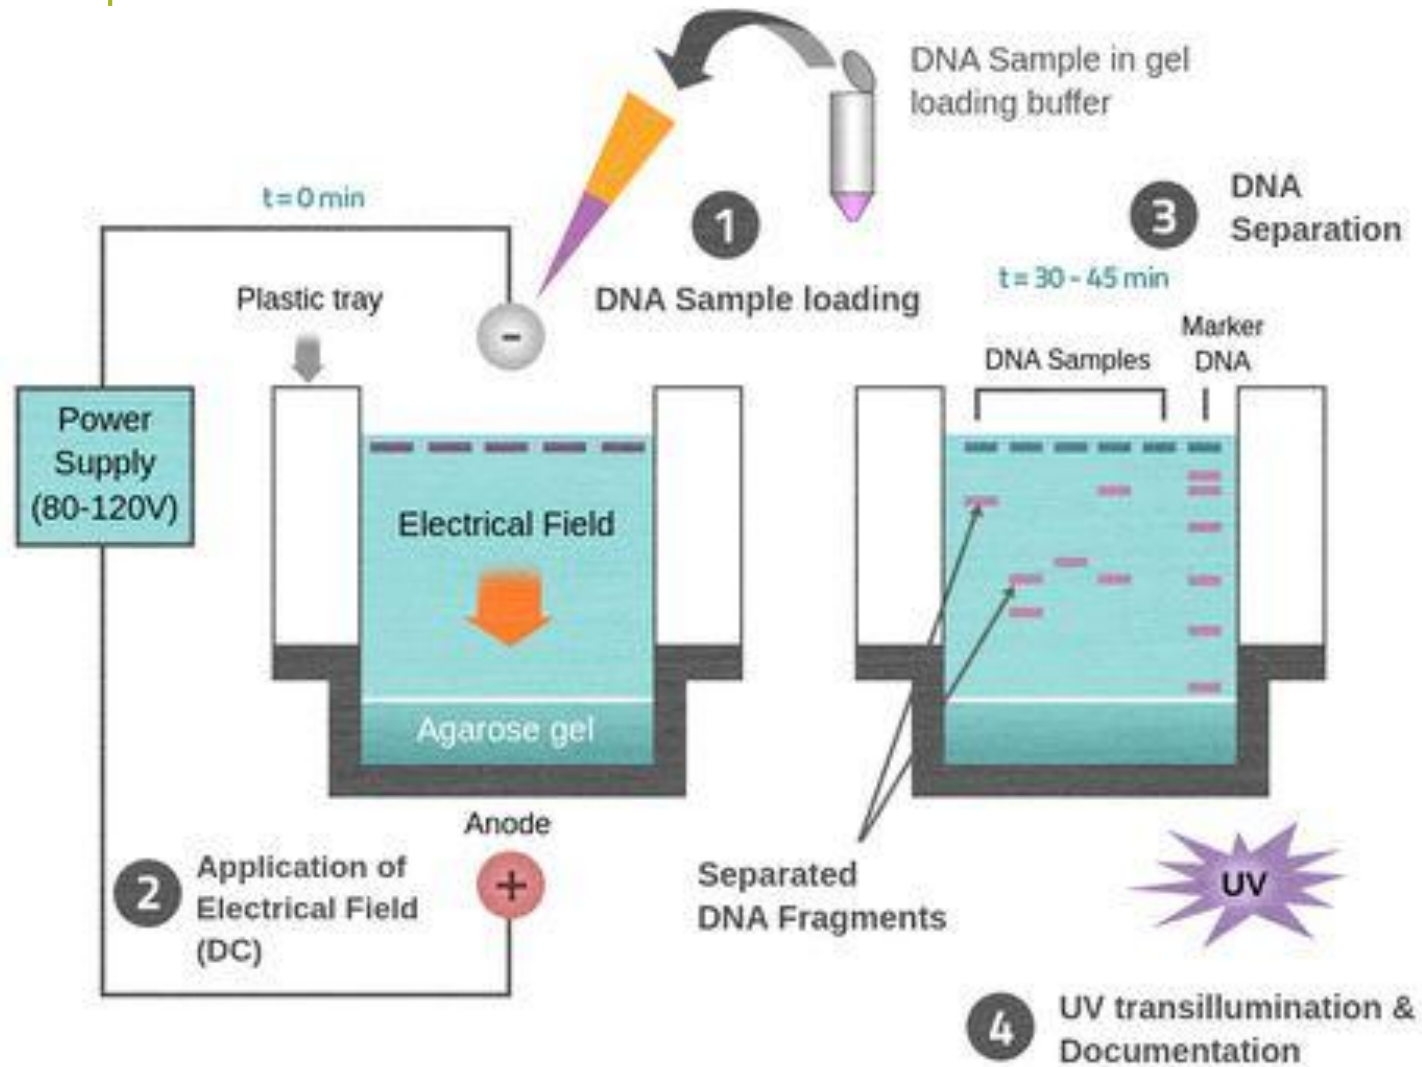 DNA Sample in gel
loading buffer
t = 0 min
1
DNA Sample loading
Plastic tray
-
Power
Supply
(80-120V)
Electrical Field
Agarose gel
Anode
+
2
Application of
Electrical Field
(DC)
3
DNA
Separation
t = 30 - 45 min
DNA Samples
Marker
DNA
Separated
DNA Fragments
UV
4
UV transillumination &
Documentation